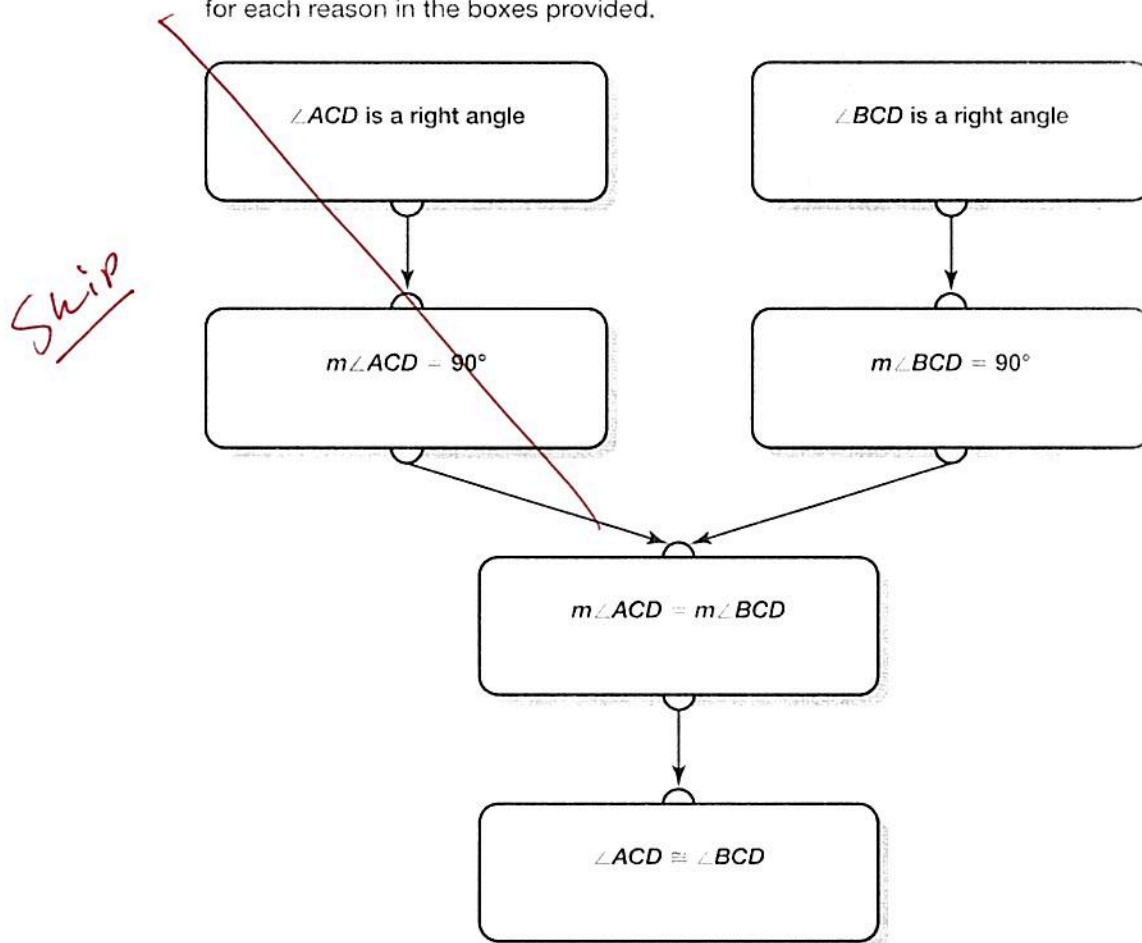 for each reason in the boxes provided.
∠ACD is a right angle
∠BCD is a right angle
Skip
m∠ACD = 90°
m∠BCD = 90°
m∠ACD = m∠BCD
∠ACD ≅ ∠BCD